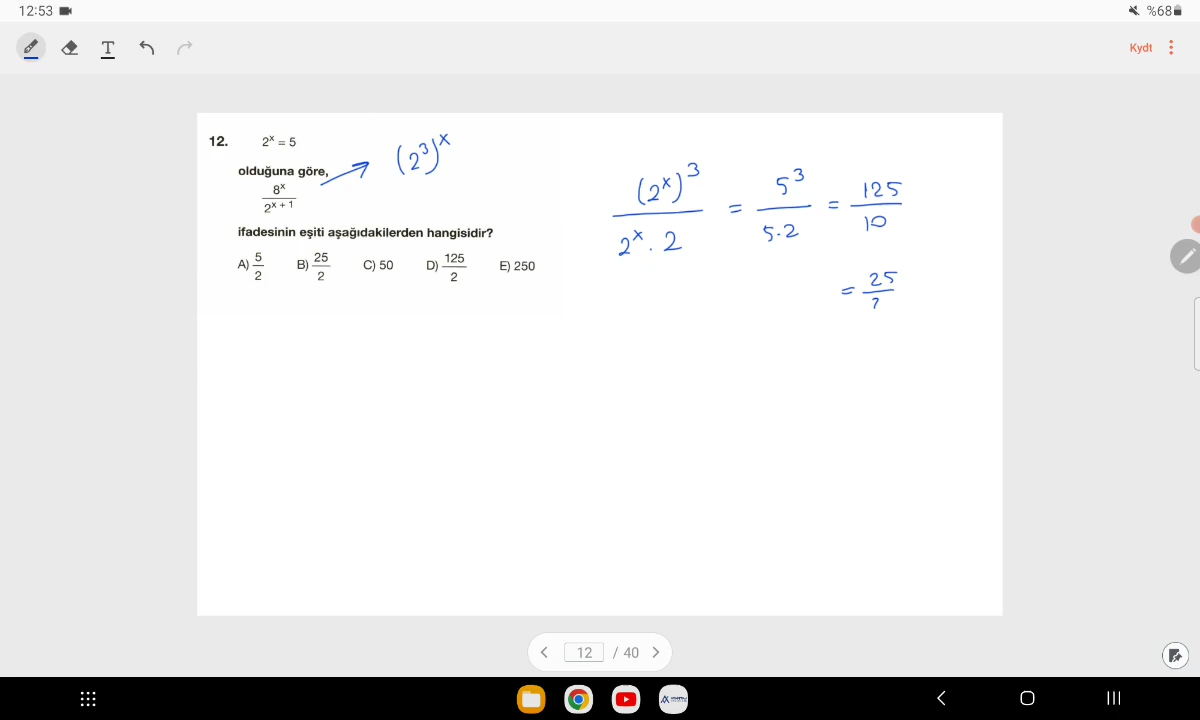 12:53 %68
Kydt
12. 2ˣ = 5
olduğuna göre,
8ˣ / 2ˣ ⁺ ¹
(2³)ˣ
ifadesinin eşiti aşağıdakilerden hangisidir?
A) 5/2 B) 25/2 C) 50 D) 125/2 E) 250
(2ˣ)³ / 2ˣ . 2 = 5³ / 5.2 = 125 / 10
= 25 / 2
12 / 40